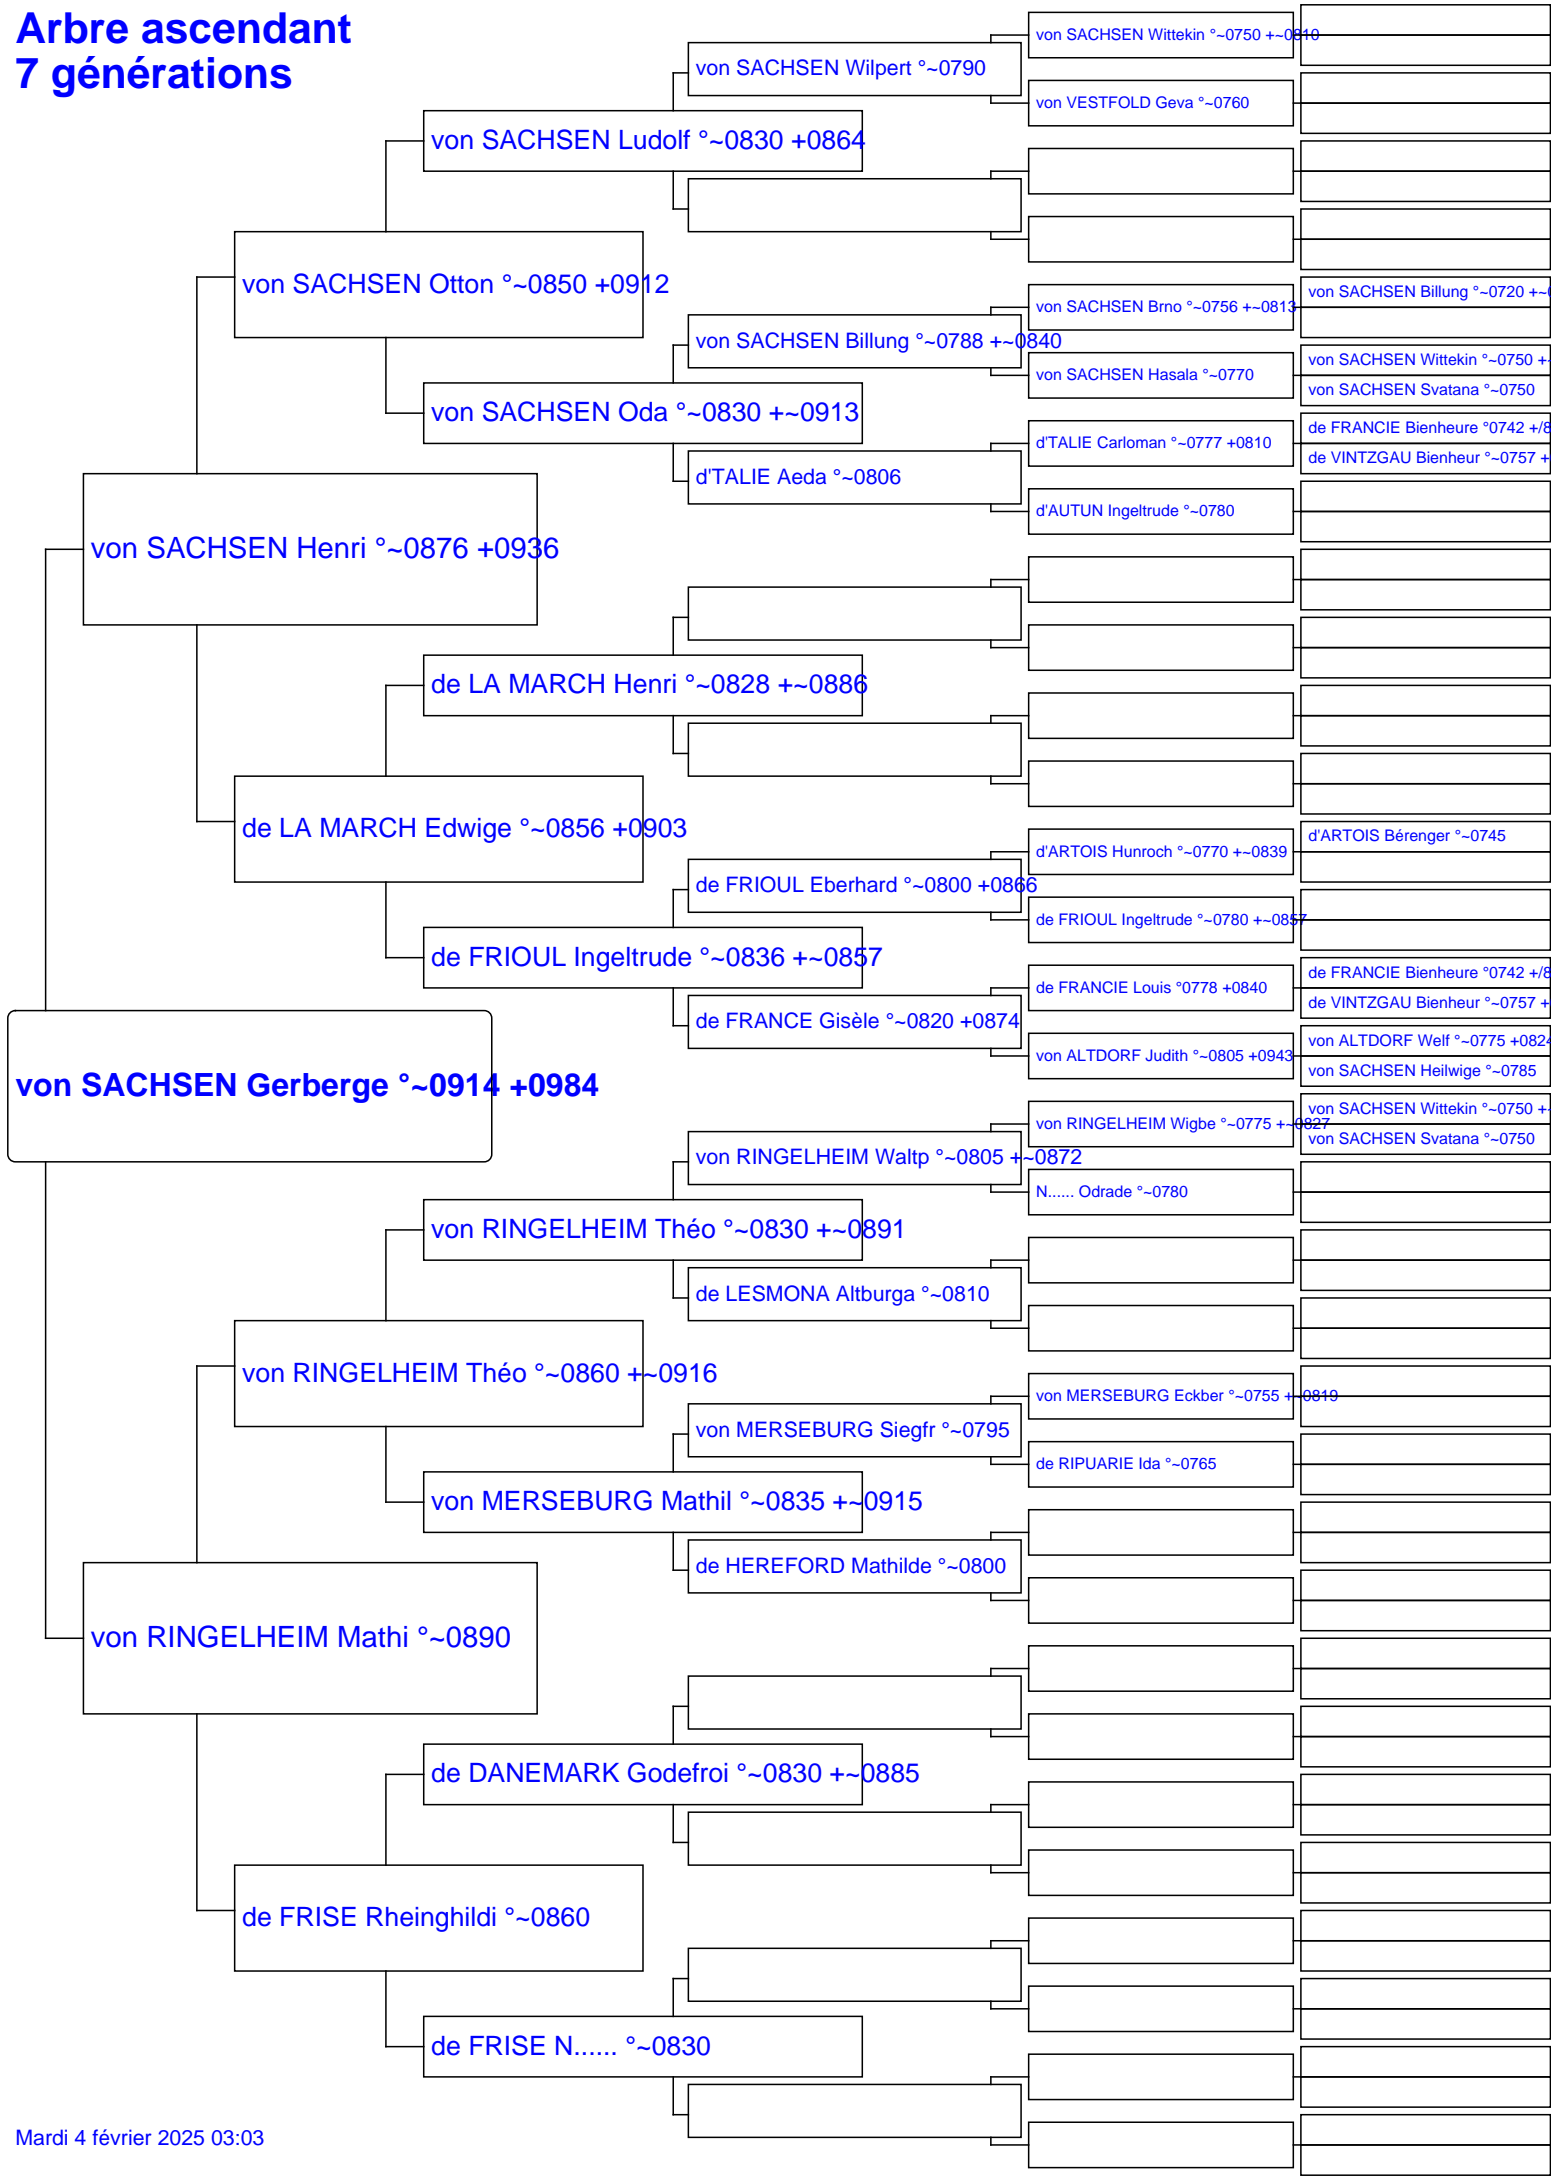 Arbre ascendant
7 générations
von SACHSEN Wittekin °~0750 +~0810
von SACHSEN Wilpert °~0790
von VESTFOLD Geva °~0760
von SACHSEN Ludolf °~0830 +0864
von SACHSEN Otton °~0850 +0912
von SACHSEN Billung °~0720 +~
von SACHSEN Brno °~0756 +~0813
von SACHSEN Billung °~0788 +~0840
von SACHSEN Wittekin °~0750 +
von SACHSEN Hasala °~0770
von SACHSEN Svatana °~0750
von SACHSEN Oda °~0830 +~0913
de FRANCIE Bienheure °0742 +/8
d'TALIE Carloman °~0777 +0810
de VINTZGAU Bienheur °~0757 +
d'TALIE Aeda °~0806
d'AUTUN Ingeltrude °~0780
von SACHSEN Henri °~0876 +0936
de LA MARCH Henri °~0828 +~0886
de LA MARCH Edwige °~0856 +0903
d'ARTOIS Bérenger °~0745
d'ARTOIS Hunroch °~0770 +~0839
de FRIOUL Eberhard °~0800 +0866
de FRIOUL Ingeltrude °~0780 +~0857
de FRIOUL Ingeltrude °~0836 +~0857
de FRANCIE Bienheure °0742 +/8
de FRANCIE Louis °0778 +0840
de VINTZGAU Bienheur °~0757 +
de FRANCE Gisèle °~0820 +0874
von ALTDORF Welf °~0775 +0824
von ALTDORF Judith °~0805 +0943
von SACHSEN Heilwige °~0785
von SACHSEN Gerberge °~0914 +0984
von SACHSEN Wittekin °~0750 +
von RINGELHEIM Wigbe °~0775 +~0827
von SACHSEN Svatana °~0750
von RINGELHEIM Waltp °~0805 +~0872
N...... Odrade °~0780
von RINGELHEIM Théo °~0830 +~0891
de LESMONA Altburga °~0810
von RINGELHEIM Théo °~0860 +~0916
von MERSEBURG Eckber °~0755 +~0819
von MERSEBURG Siegfr °~0795
de RIPUARIE Ida °~0765
von MERSEBURG Mathil °~0835 +~0915
de HEREFORD Mathilde °~0800
von RINGELHEIM Mathi °~0890
de DANEMARK Godefroi °~0830 +~0885
de FRISE Rheinghildi °~0860
de FRISE N...... °~0830
Mardi 4 février 2025 03:03